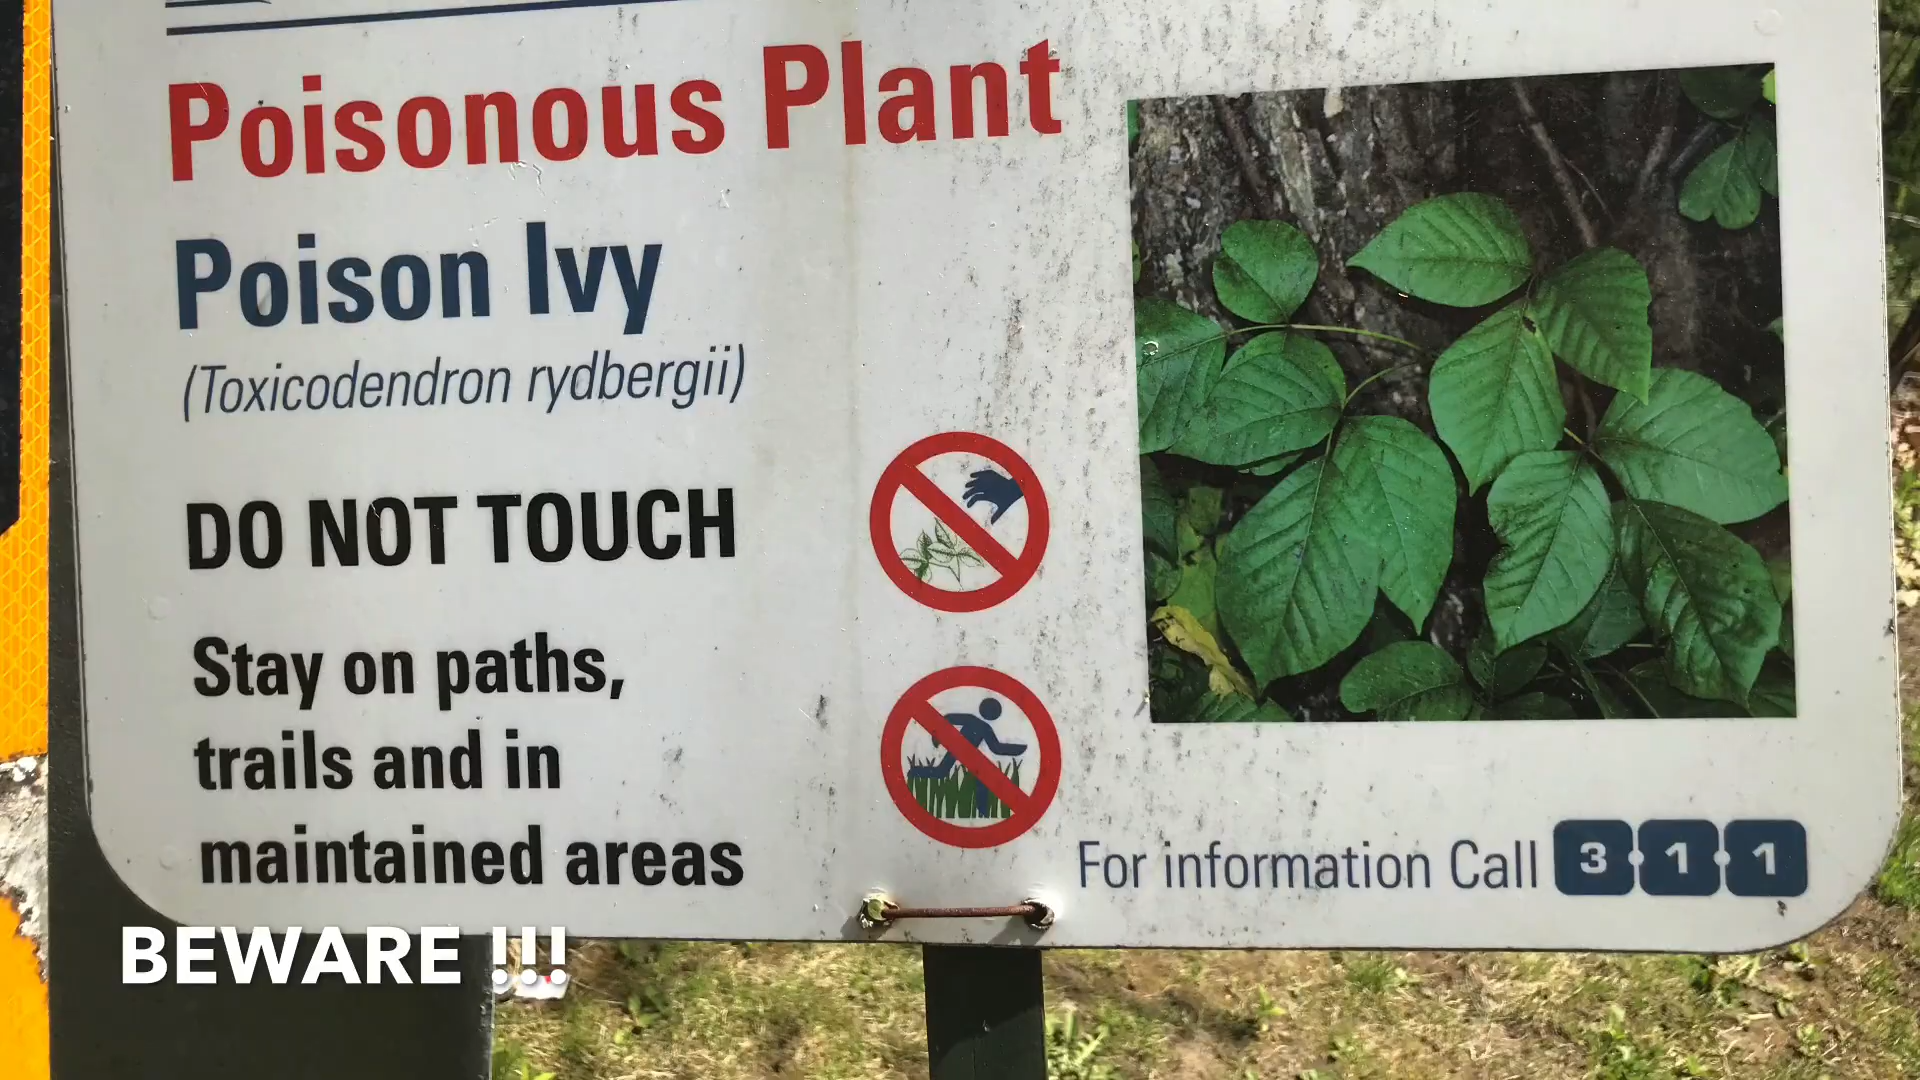 Poisonous Plant
Poison Ivy
(Toxicodendron rydbergii)
DO NOT TOUCH
Stay on paths,
trails and in
maintained areas
For information Call 3·1·1
BEWARE !!!